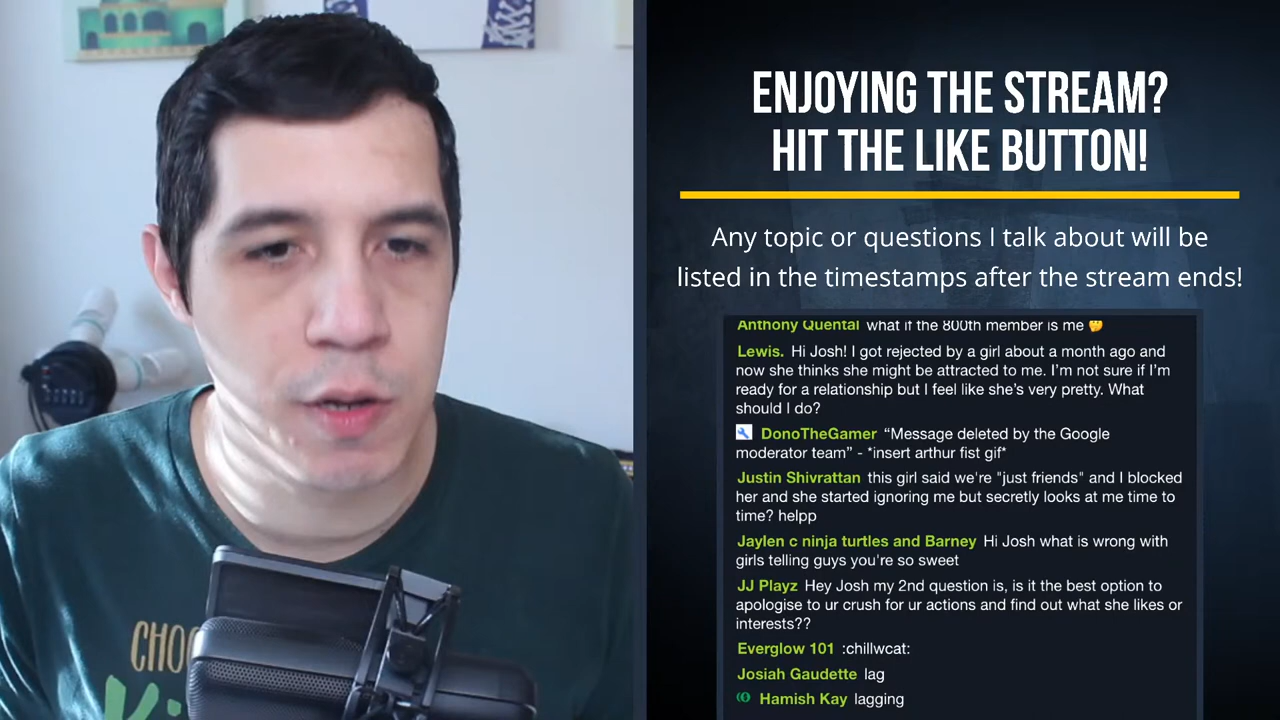 ENJOYING THE STREAM?
HIT THE LIKE BUTTON!
Any topic or questions I talk about will be
listed in the timestamps after the stream ends!
Anthony Quental what if the 800th member is me 🤔
Lewis. Hi Josh! I got rejected by a girl about a month ago and
now she thinks she might be attracted to me. I'm not sure if I'm
ready for a relationship but I feel like she's very pretty. What
should I do?
DonoTheGamer “Message deleted by the Google
moderator team” - *insert arthur fist gif*
Justin Shivrattan this girl said we're "just friends" and I blocked
her and she started ignoring me but secretly looks at me time to
time? helpp
Jaylen c ninja turtles and Barney Hi Josh what is wrong with
girls telling guys you're so sweet
JJ Playz Hey Josh my 2nd question is, is it the best option to
apologise to ur crush for ur actions and find out what she likes or
interests??
Everglow 101 :chillwcat:
Josiah Gaudette lag
Hamish Kay lagging